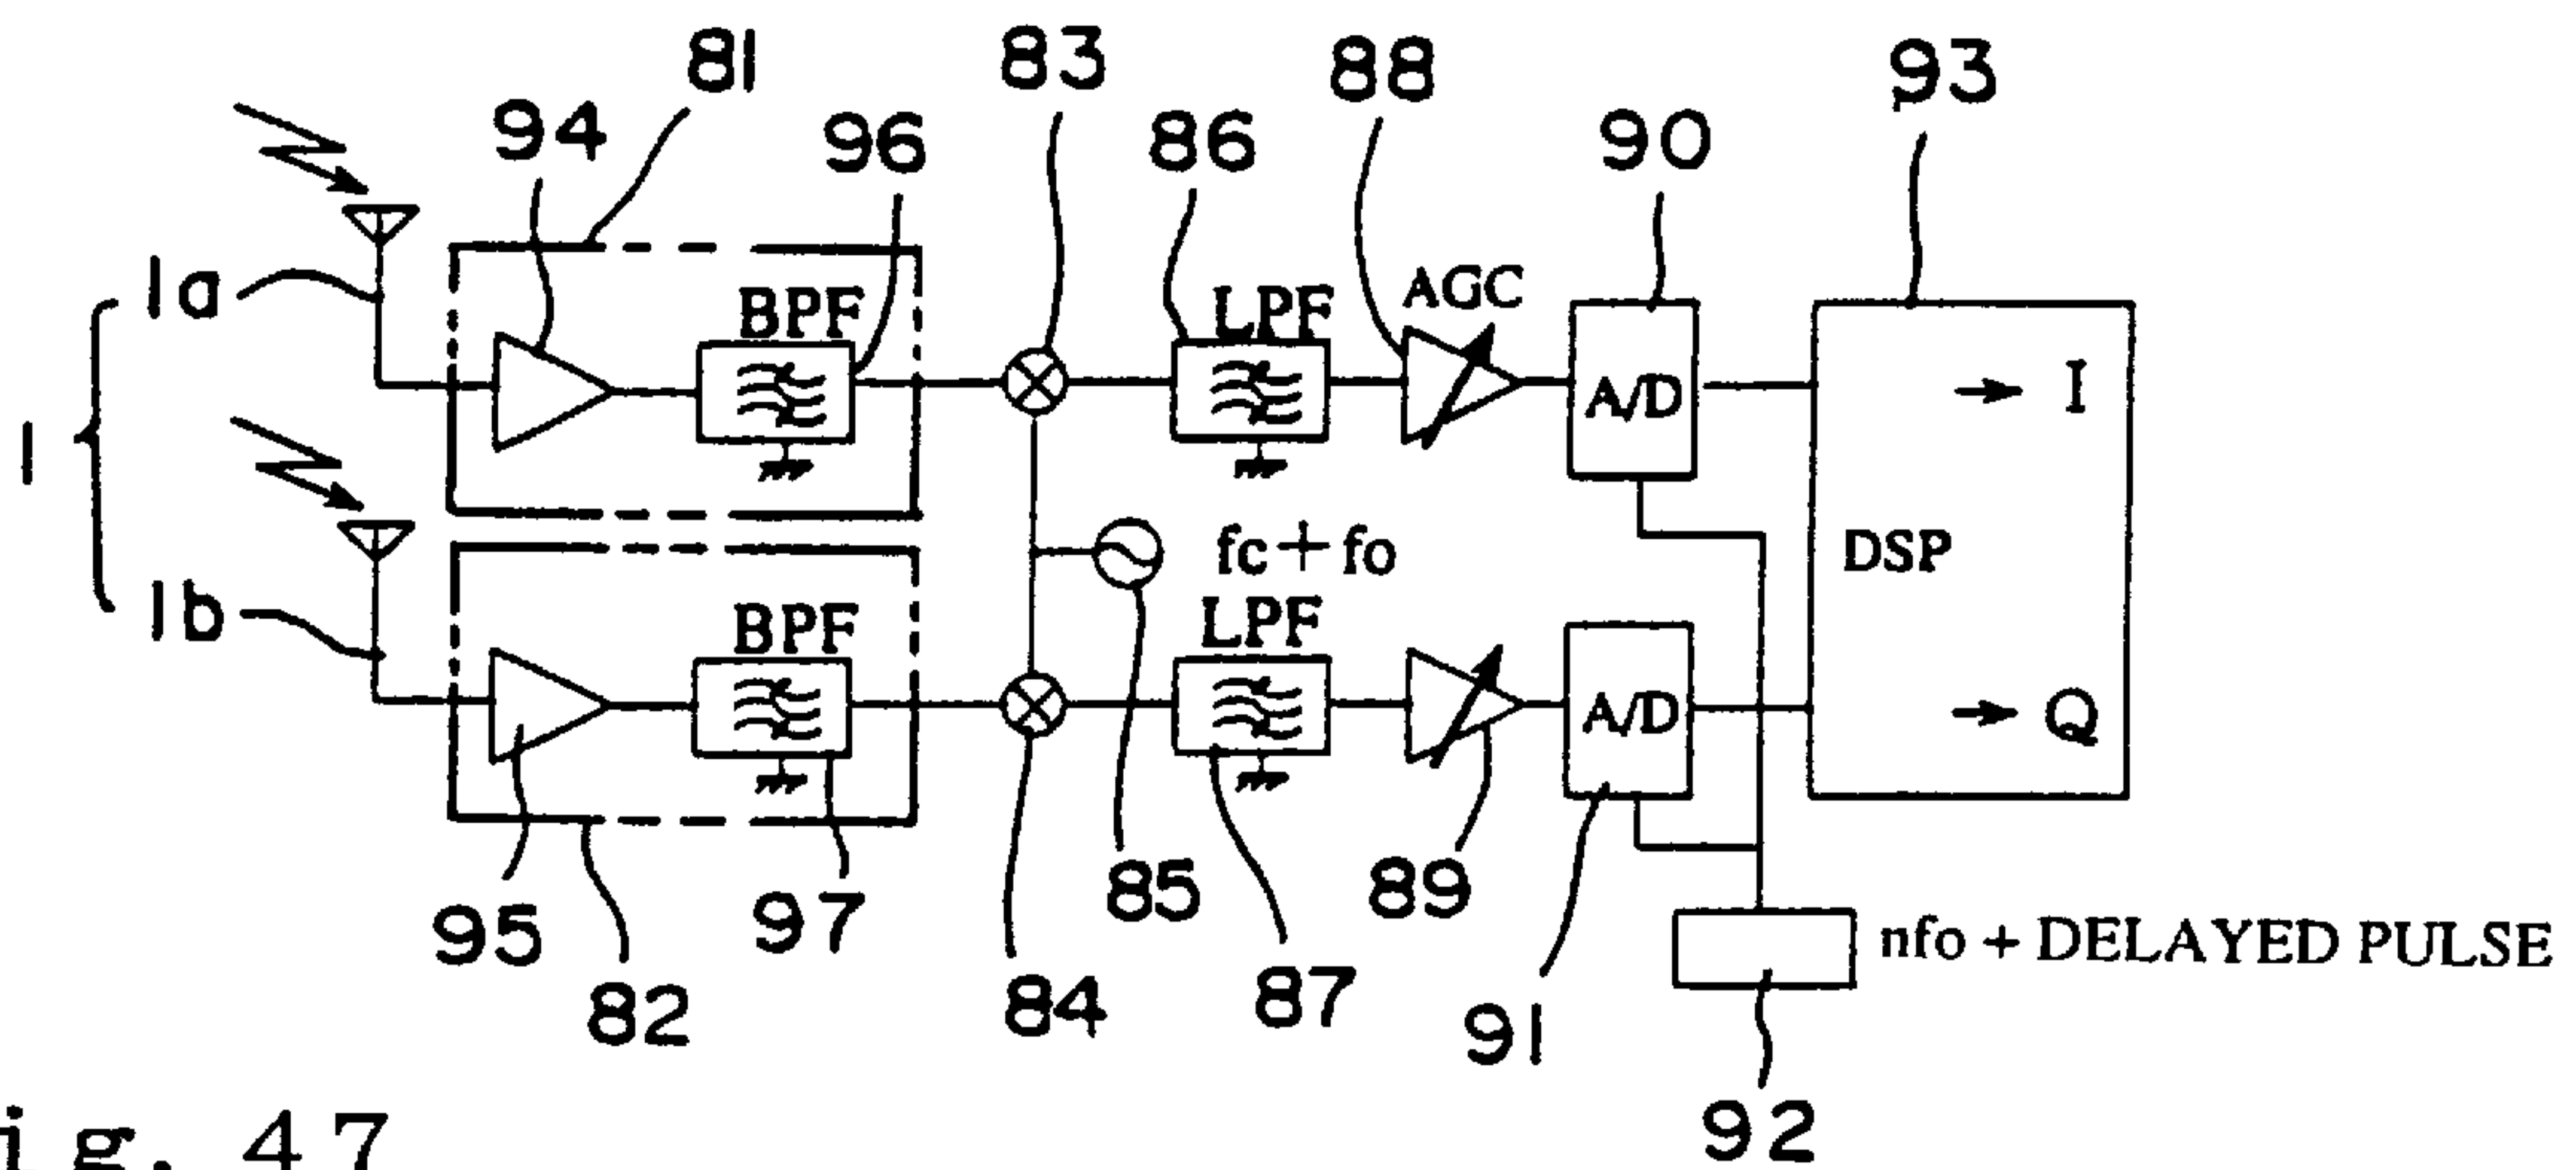 81
83
88
93
94
96
86
90
1a
BPF
LPF
AGC
A/D
I
1
fc+fo
DSP
1b
BPF
LPF
A/D
Q
95
97
85
89
nfo + DELAYED PULSE
82
84
87
91
92
ig. 47